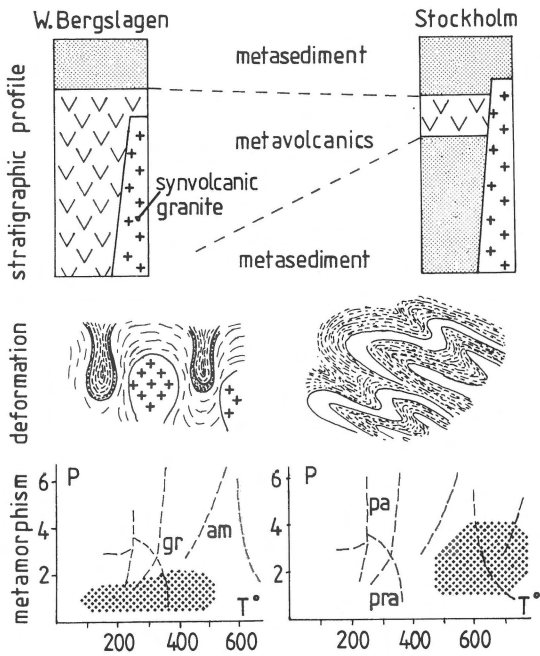 W.Bergslagen
Stockholm
stratigraphic profile
metasediment
metavolcanics
synvolcanic
granite
metasediment
deformation
metamorphism
6
P
4
gr
am
2
T°
200
400
600
6
P
pa
4
2
pra
T°
200
400
600